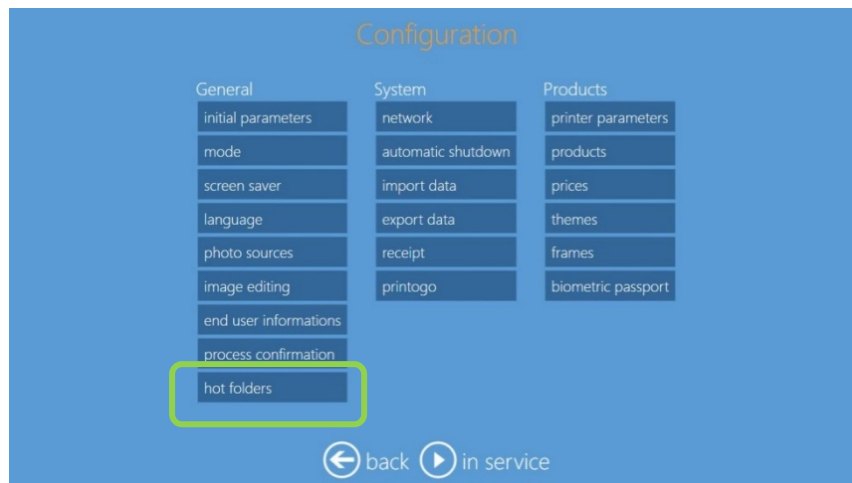 Configuration
General
initial parameters
mode
screen saver
language
photo sources
image editing
end user informations
process confirmation
hot folders
System
network
automatic shutdown
import data
export data
receipt
printogo
Products
printer parameters
products
prices
themes
frames
biometric passport
back in service